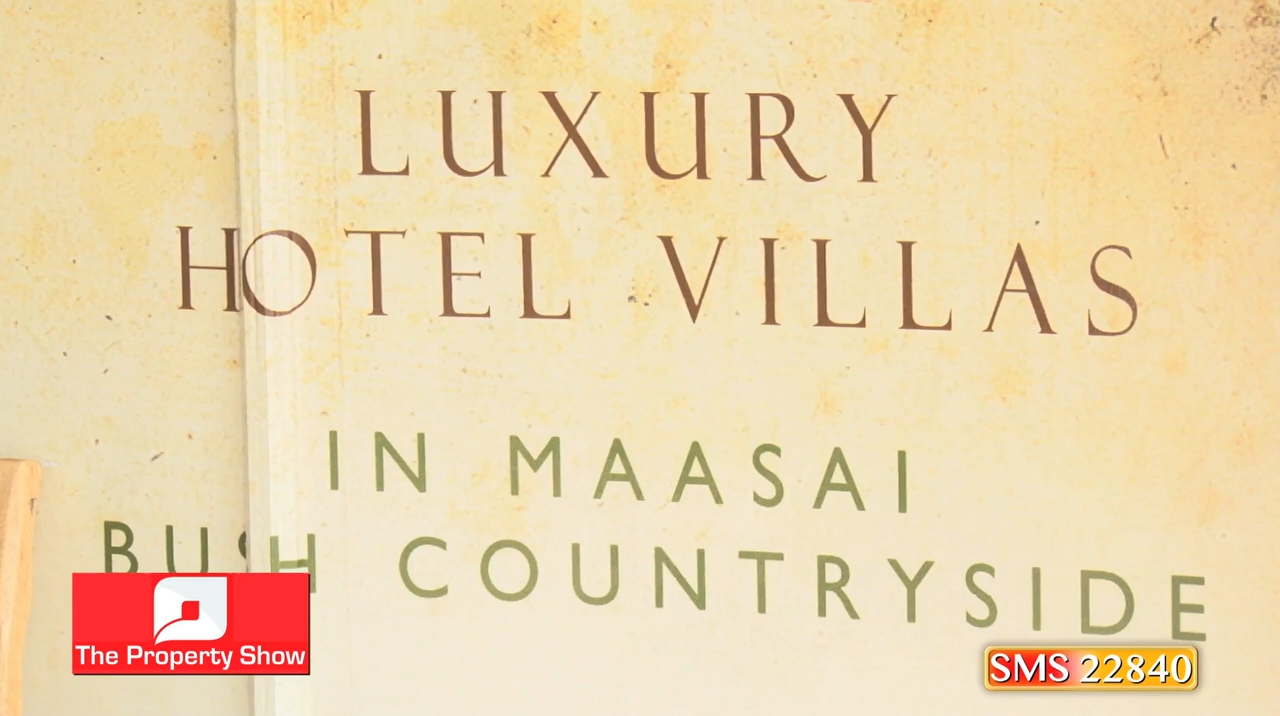 LUXURY
HOTEL VILLAS
IN MAASAI
BUSH COUNTRYSIDE
The Property Show
SMS 22840